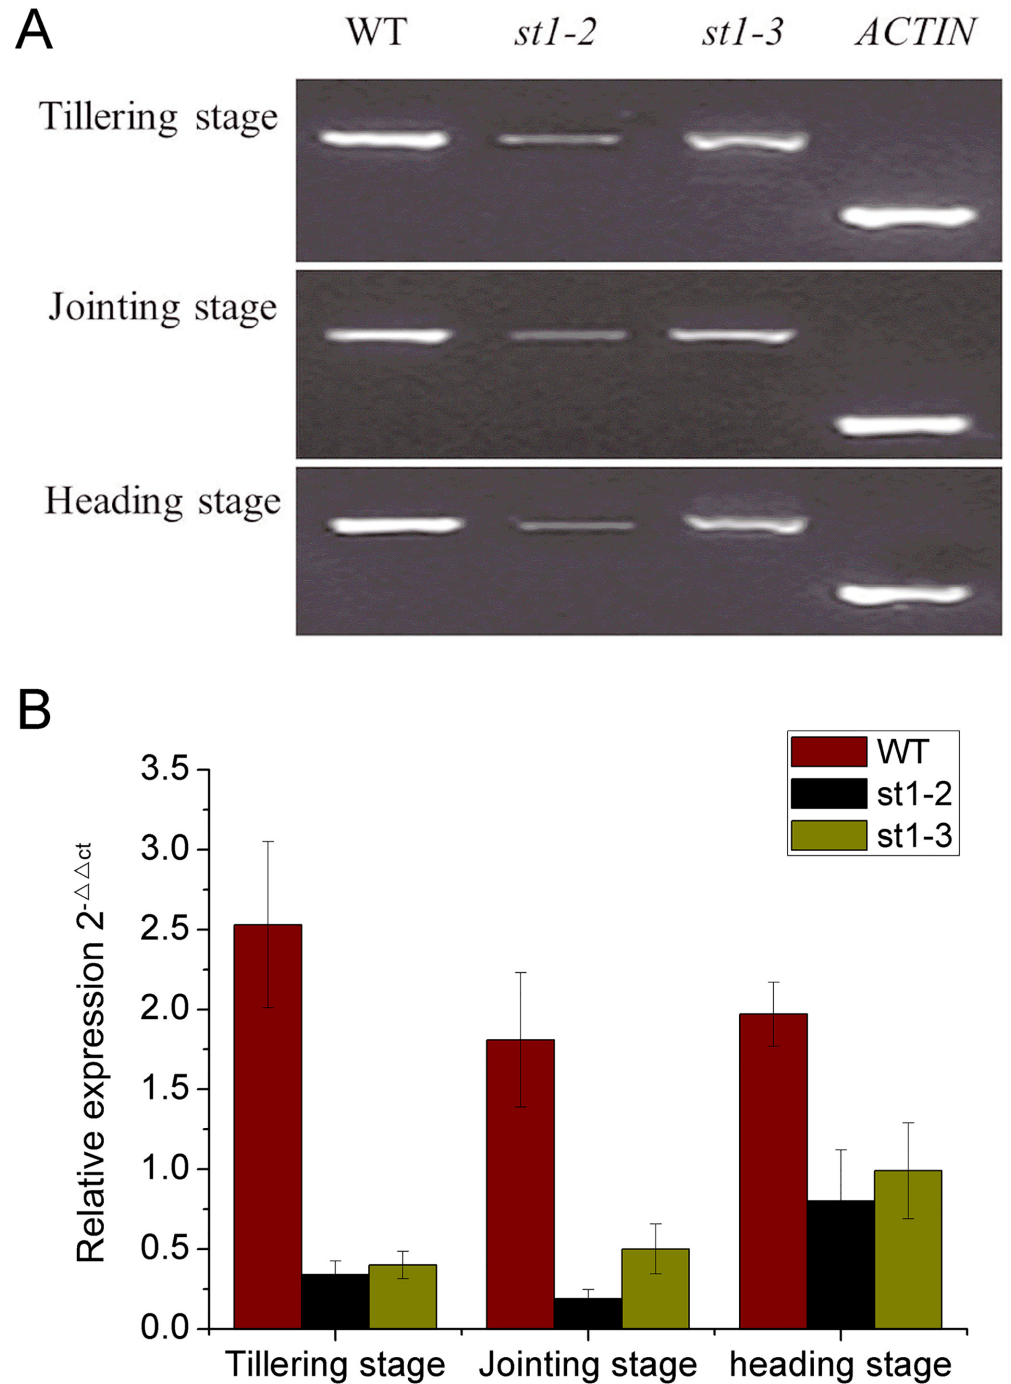 A
WT st1-2 st1-3 ACTIN
Tillering stage
Jointing stage
Heading stage
B
WT
st1-2
st1-3
Relative expression 2-△△ct
3.5
3.0
2.5
2.0
1.5
1.0
0.5
0.0
Tillering stage Jointing stage heading stage